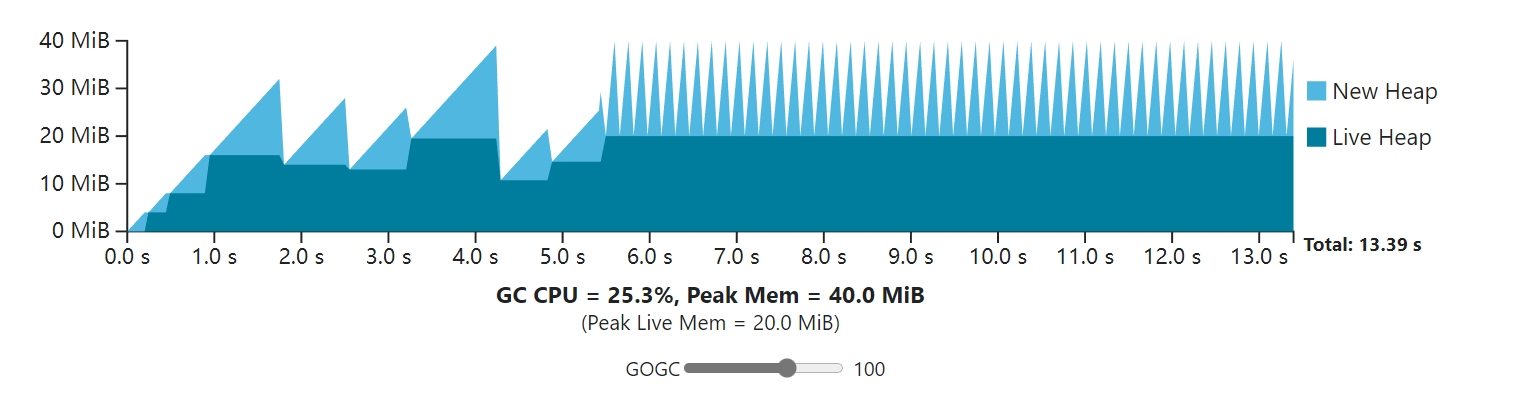 40 MiB
30 MiB
20 MiB
10 MiB
0 MiB
New Heap
Live Heap
0.0 s 1.0 s 2.0 s 3.0 s 4.0 s 5.0 s 6.0 s 7.0 s 8.0 s 9.0 s 10.0 s 11.0 s 12.0 s 13.0 s
Total: 13.39 s
GC CPU = 25.3%, Peak Mem = 40.0 MiB
(Peak Live Mem = 20.0 MiB)
GOGC 100